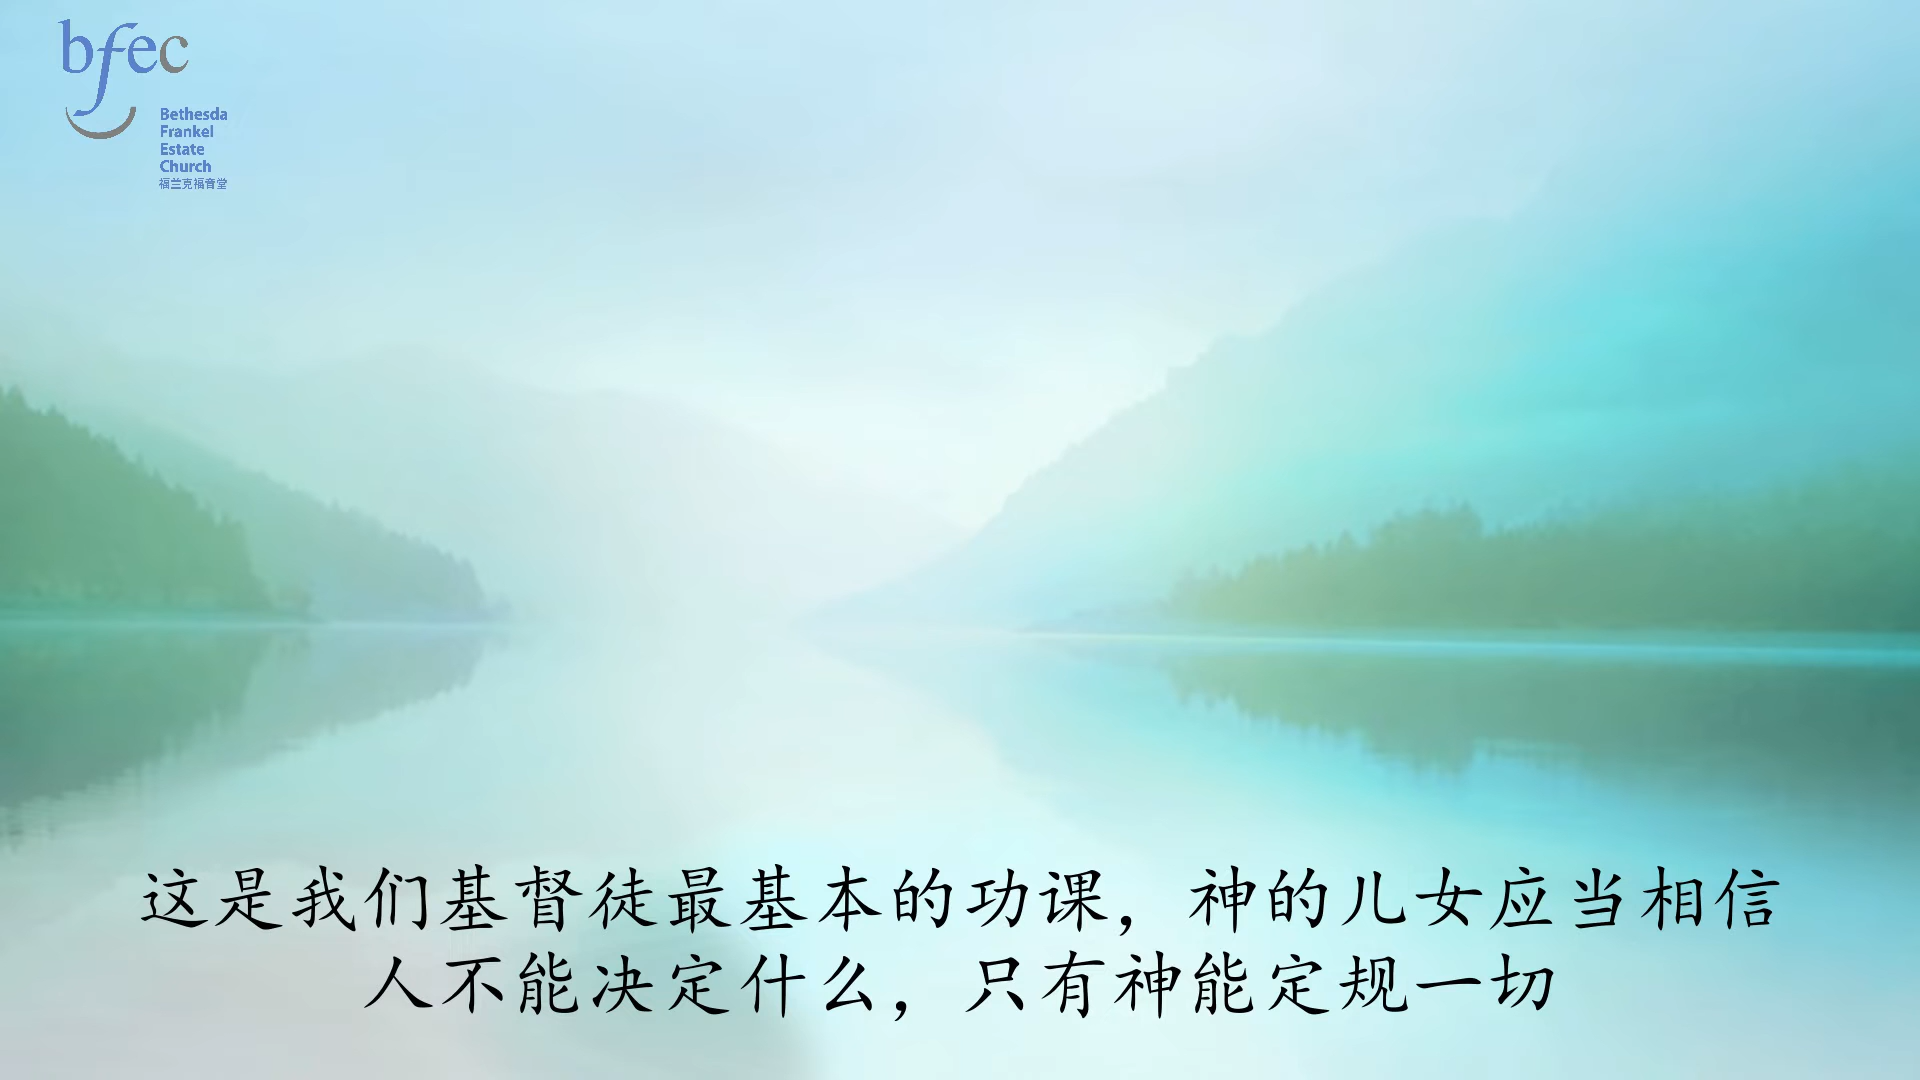 bfec
Bethesda
Frankel
Estate
Church
福兰克福音堂
这是我们基督徒最基本的功课，神的儿女应当相信
人不能决定什么，只有神能定规一切